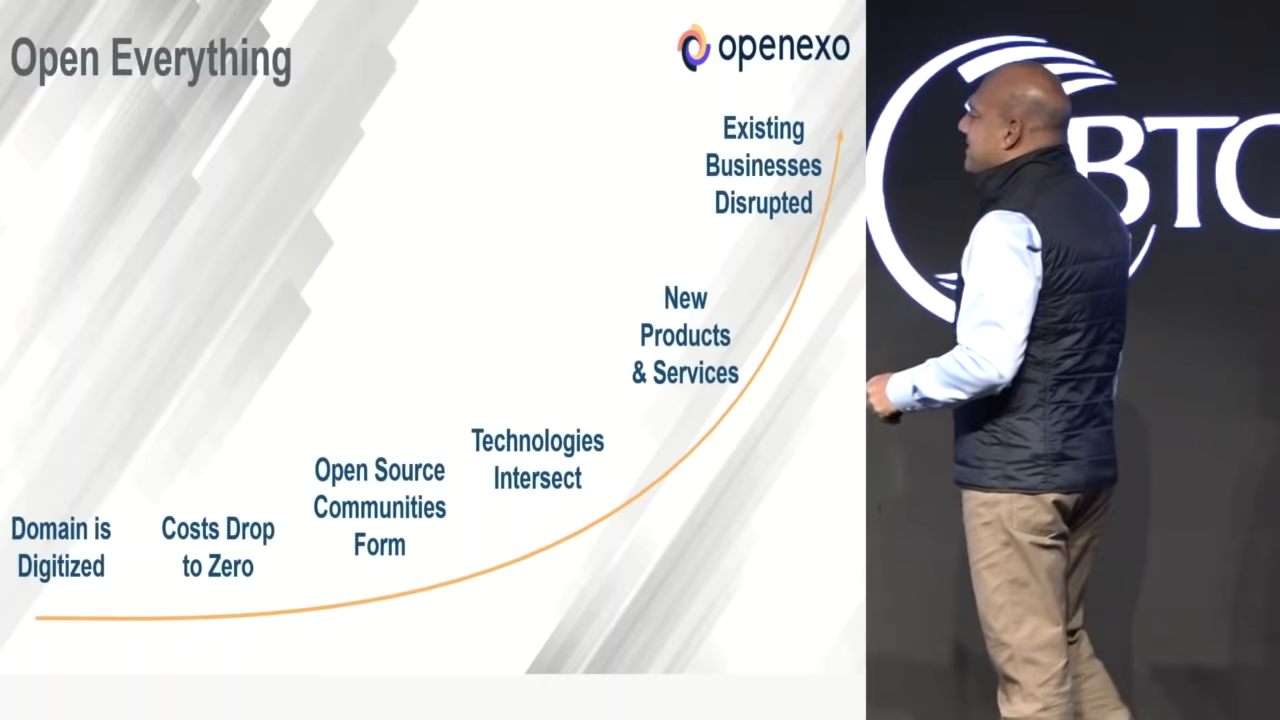 Open Everything
openexo
Existing
Businesses
Disrupted
New
Products
& Services
Technologies
Intersect
Open Source
Communities
Form
Costs Drop
to Zero
Domain is
Digitized
BTC